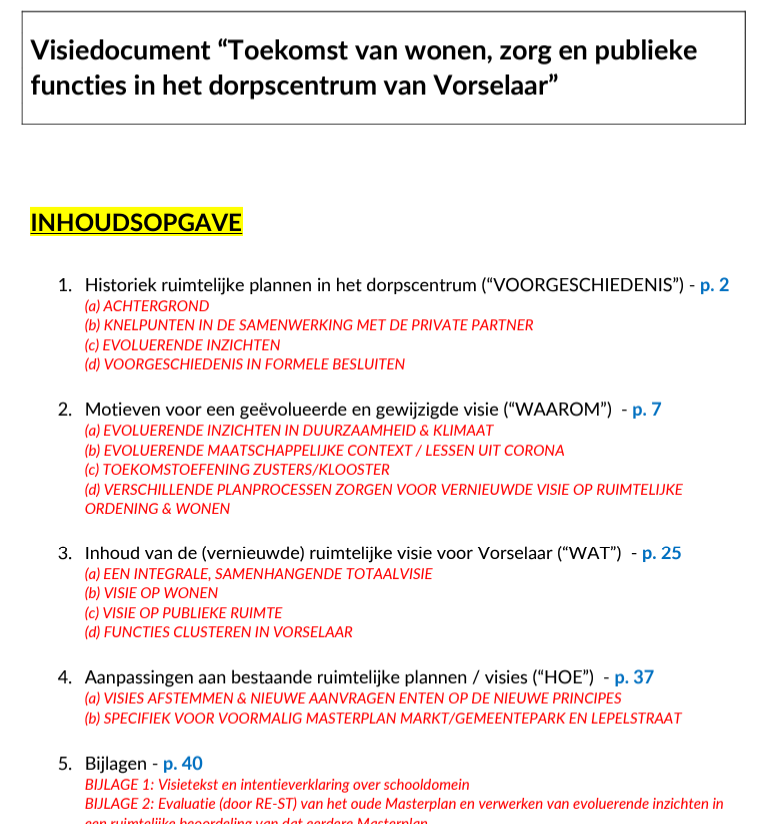 Visiedocument “Toekomst van wonen, zorg en publieke
functies in het dorpscentrum van Vorselaar”
INHOUDSOPGAVE
1. Historiek ruimtelijke plannen in het dorpscentrum (“VOORGESCHIEDENIS”) - p. 2
(a) ACHTERGROND
(b) KNELPUNTEN IN DE SAMENWERKING MET DE PRIVATE PARTNER
(c) EVOLUERENDE INZICHTEN
(d) VOORGESCHIEDENIS IN FORMELE BESLUITEN
2. Motieven voor een geëvolueerde en gewijzigde visie (“WAAROM”) - p. 7
(a) EVOLUERENDE INZICHTEN IN DUURZAAMHEID & KLIMAAT
(b) EVOLUERENDE MAATSCHAPPELIJKE CONTEXT / LESSEN UIT CORONA
(c) TOEKOMSTOEFENING ZUSTERS/KLOOSTER
(d) VERSCHILLENDE PLANPROCESSEN ZORGEN VOOR VERNIEUWDE VISIE OP RUIMTELIJKE
ORDENING & WONEN
3. Inhoud van de (vernieuwde) ruimtelijke visie voor Vorselaar (“WAT”) - p. 25
(a) EEN INTEGRALE, SAMENHANGENDE TOTAALVISIE
(b) VISIE OP WONEN
(c) VISIE OP PUBLIEKE RUIMTE
(d) FUNCTIES CLUSTEREN IN VORSELAAR
4. Aanpassingen aan bestaande ruimtelijke plannen / visies (“HOE”) - p. 37
(a) VISIES AFSTEMMEN & NIEUWE AANVRAGEN ENTEN OP DE NIEUWE PRINCIPES
(b) SPECIFIEK VOOR VOORMALIG MASTERPLAN MARKT/GEMEENTEPARK EN LEPELSTRAAT
5. Bijlagen - p. 40
BIJLAGE 1: Visietekst en intentieverklaring over schooldomein
BIJLAGE 2: Evaluatie (door RE-ST) van het oude Masterplan en verwerken van evoluerende inzichten in
een ruimtelijke beoordeling van dat eerdere Masterplan